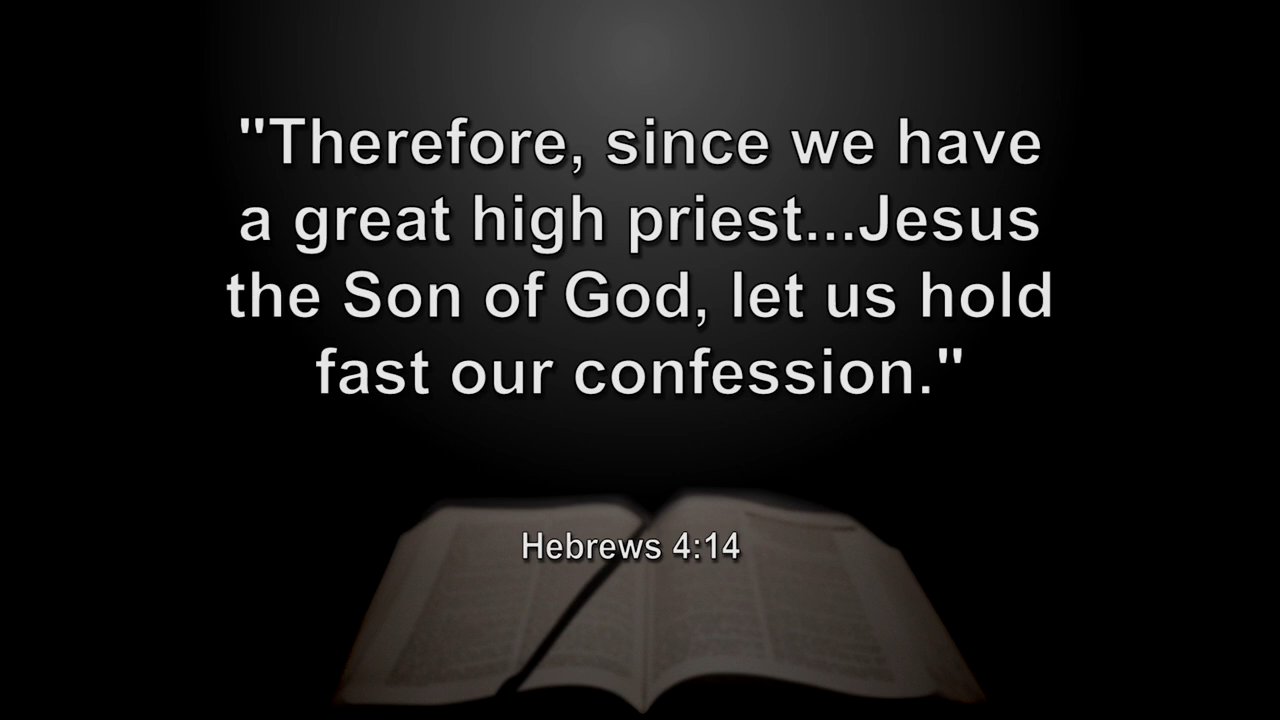 "Therefore, since we have
a great high priest...Jesus
the Son of God, let us hold
fast our confession."
Hebrews 4:14